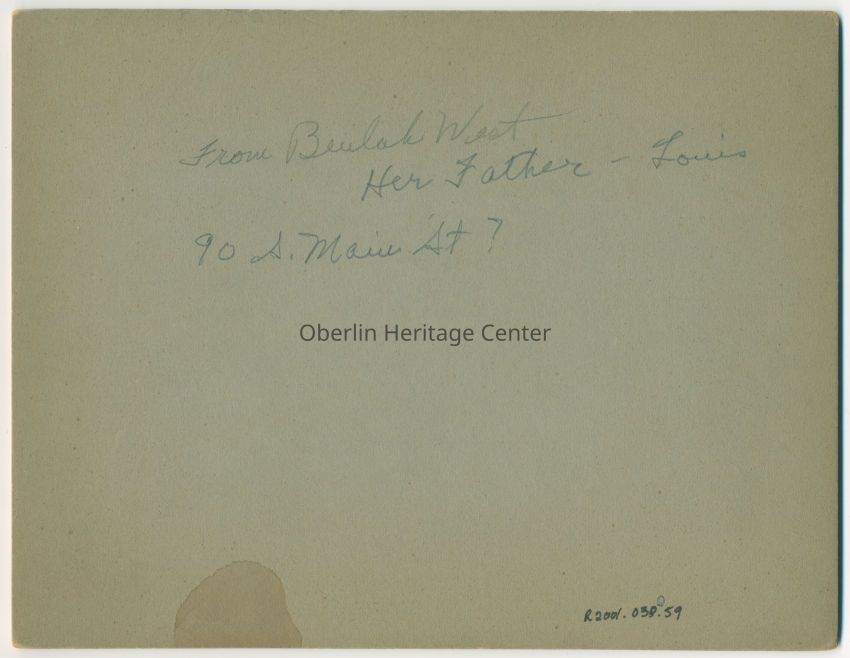 From Beulah West
Her Father - Louis
90 S. Main St ?
Oberlin Heritage Center
R2001.038.59